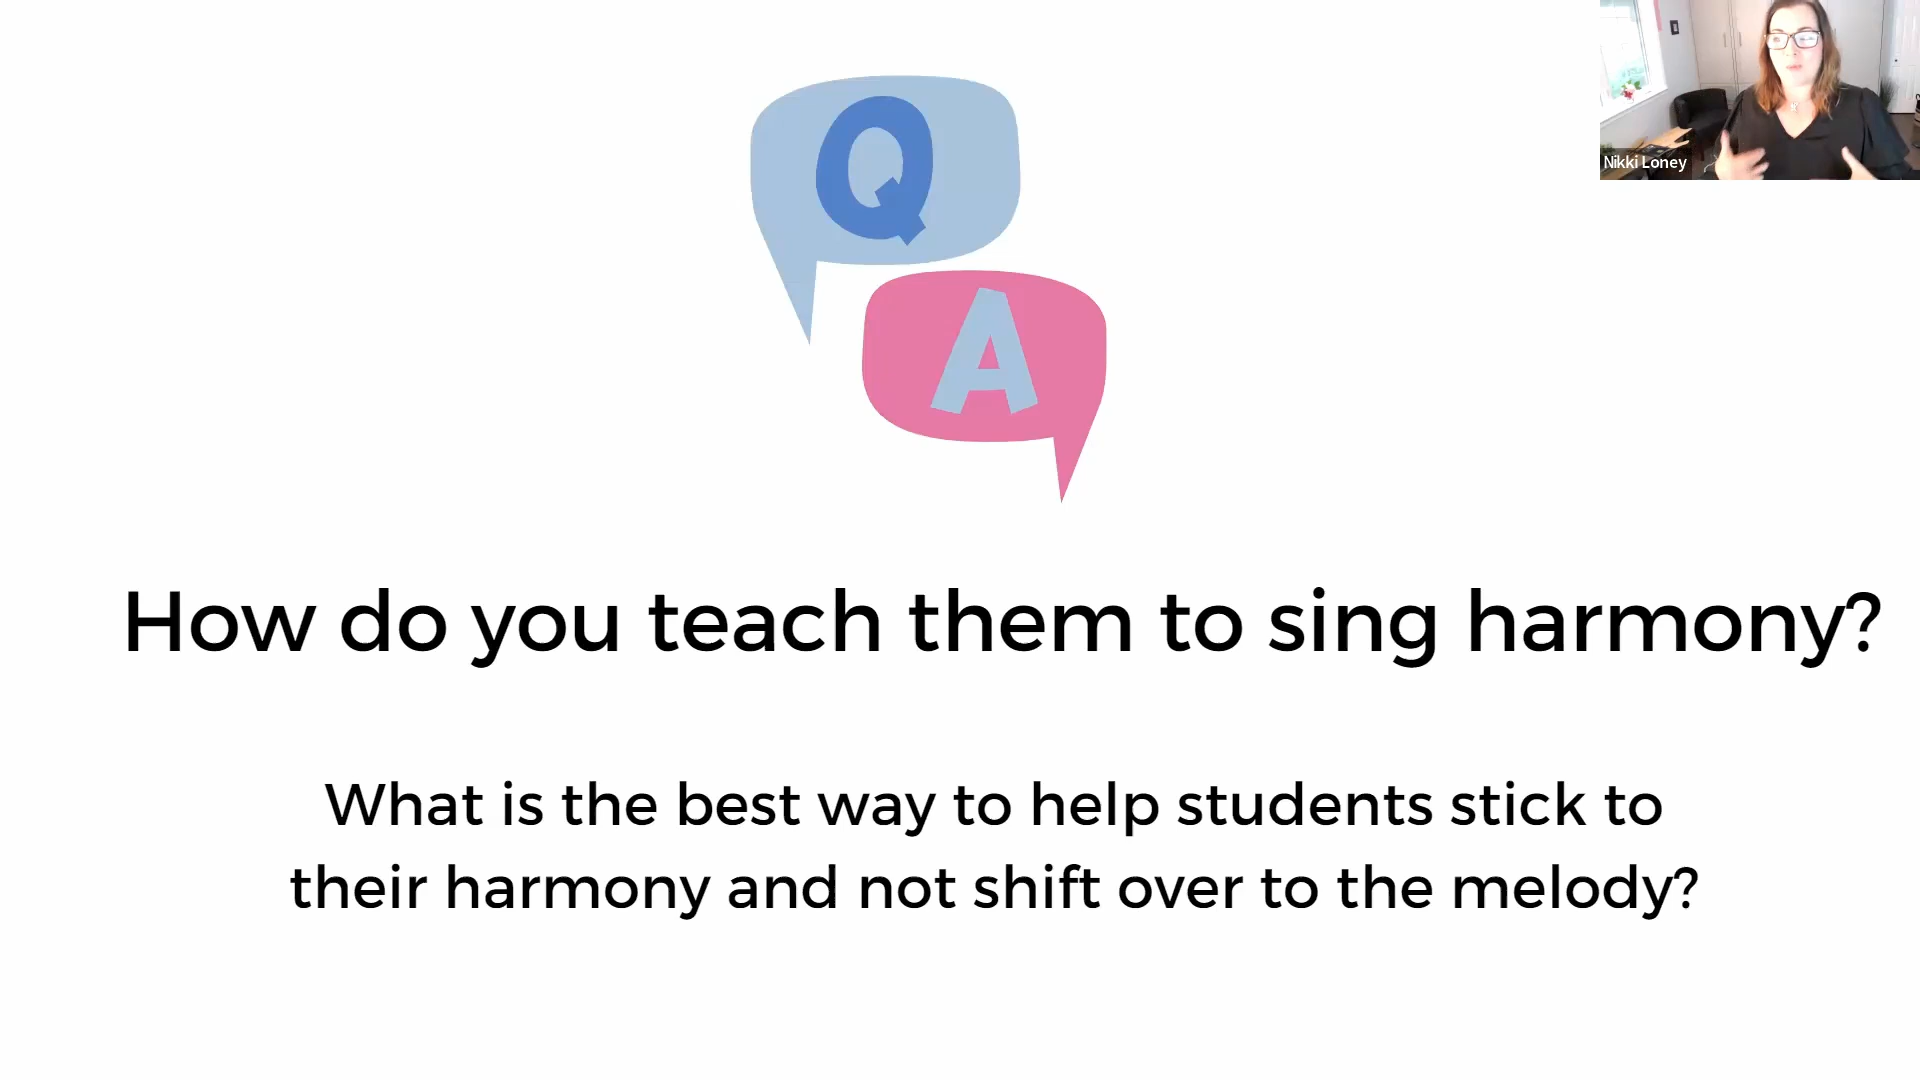 Q
A
Nikki Loney
How do you teach them to sing harmony?
What is the best way to help students stick to
their harmony and not shift over to the melody?